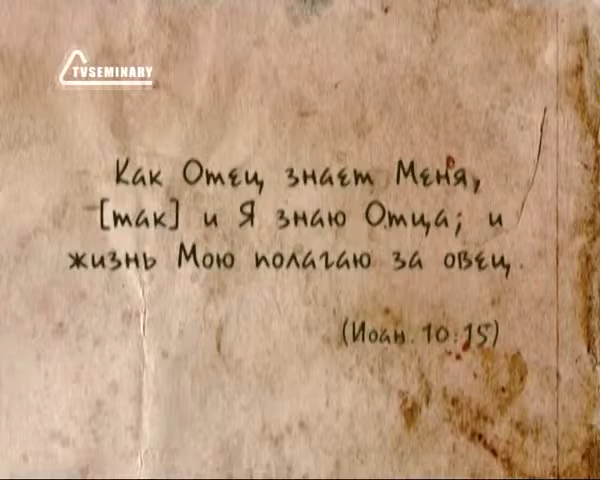 TVSEMINARY
Как Отец знает Меня,
[так] и Я знаю Отца; и
жизнь Мою полагаю за овец.
(Иоан. 10:15)